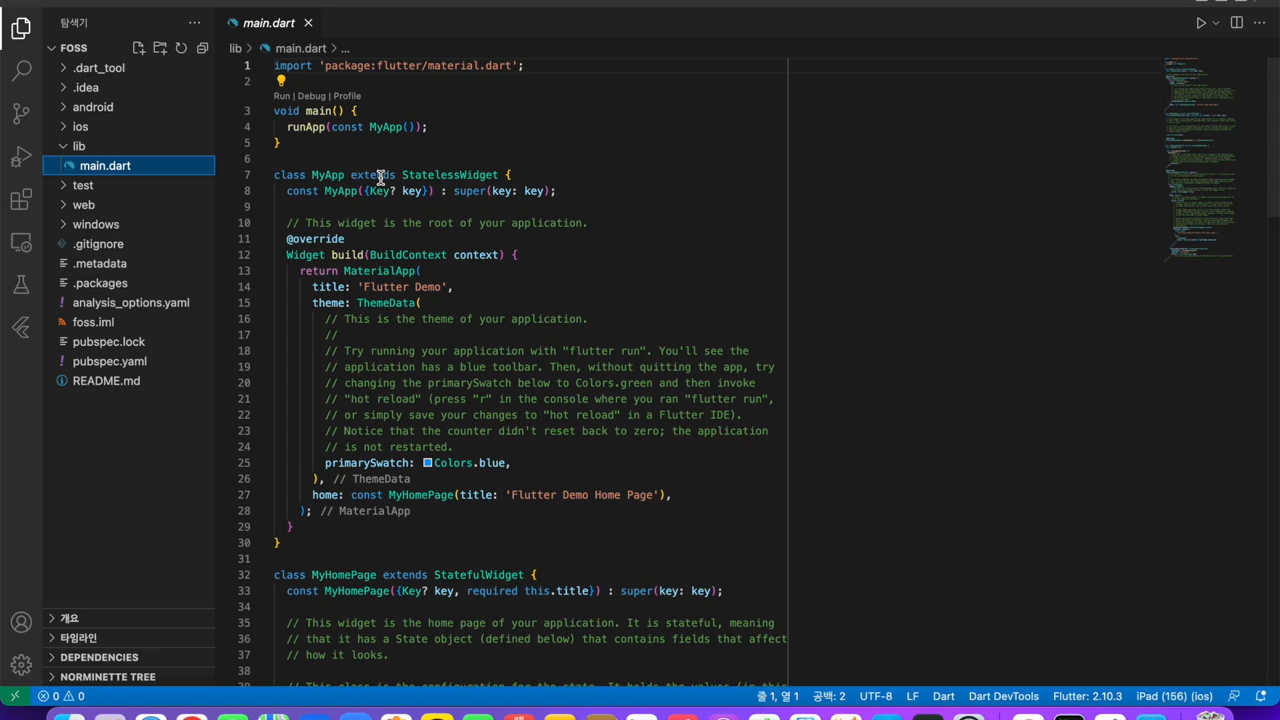 탐색기
FOSS
.dart_tool
.idea
android
ios
lib
main.dart
test
web
windows
.gitignore
.metadata
.packages
analysis_options.yaml
foss.iml
pubspec.lock
pubspec.yaml
README.md
개요
타임라인
DEPENDENCIES
NORMINETTE TREE
main.dart
lib > main.dart > ...
1 import 'package:flutter/material.dart';
2
Run | Debug | Profile
3 void main() {
4 runApp(const MyApp());
5 }
6
7 class MyApp extends StatelessWidget {
8 const MyApp({Key? key}) : super(key: key);
9
10 // This widget is the root of your application.
11 @override
12 Widget build(BuildContext context) {
13 return MaterialApp(
14 title: 'Flutter Demo',
15 theme: ThemeData(
16 // This is the theme of your application.
17 //
18 // Try running your application with "flutter run". You'll see the
19 // application has a blue toolbar. Then, without quitting the app, try
20 // changing the primarySwatch below to Colors.green and then invoke
21 // "hot reload" (press "r" in the console where you ran "flutter run",
22 // or simply save your changes to "hot reload" in a Flutter IDE).
23 // Notice that the counter didn't reset back to zero; the application
24 // is not restarted.
25 primarySwatch: Colors.blue,
26 ), // ThemeData
27 home: const MyHomePage(title: 'Flutter Demo Home Page'),
28 ); // MaterialApp
29 }
30 }
31
32 class MyHomePage extends StatefulWidget {
33 const MyHomePage({Key? key, required this.title}) : super(key: key);
34
35 // This widget is the home page of your application. It is stateful, meaning
36 // that it has a State object (defined below) that contains fields that affect
37 // how it looks.
38
39 // This class is the configuration for the state. It holds the values (in this
0 0
줄 1, 열 1
공백: 2
UTF-8
LF
Dart
Dart DevTools
Flutter: 2.10.3
iPad (156) (ios)